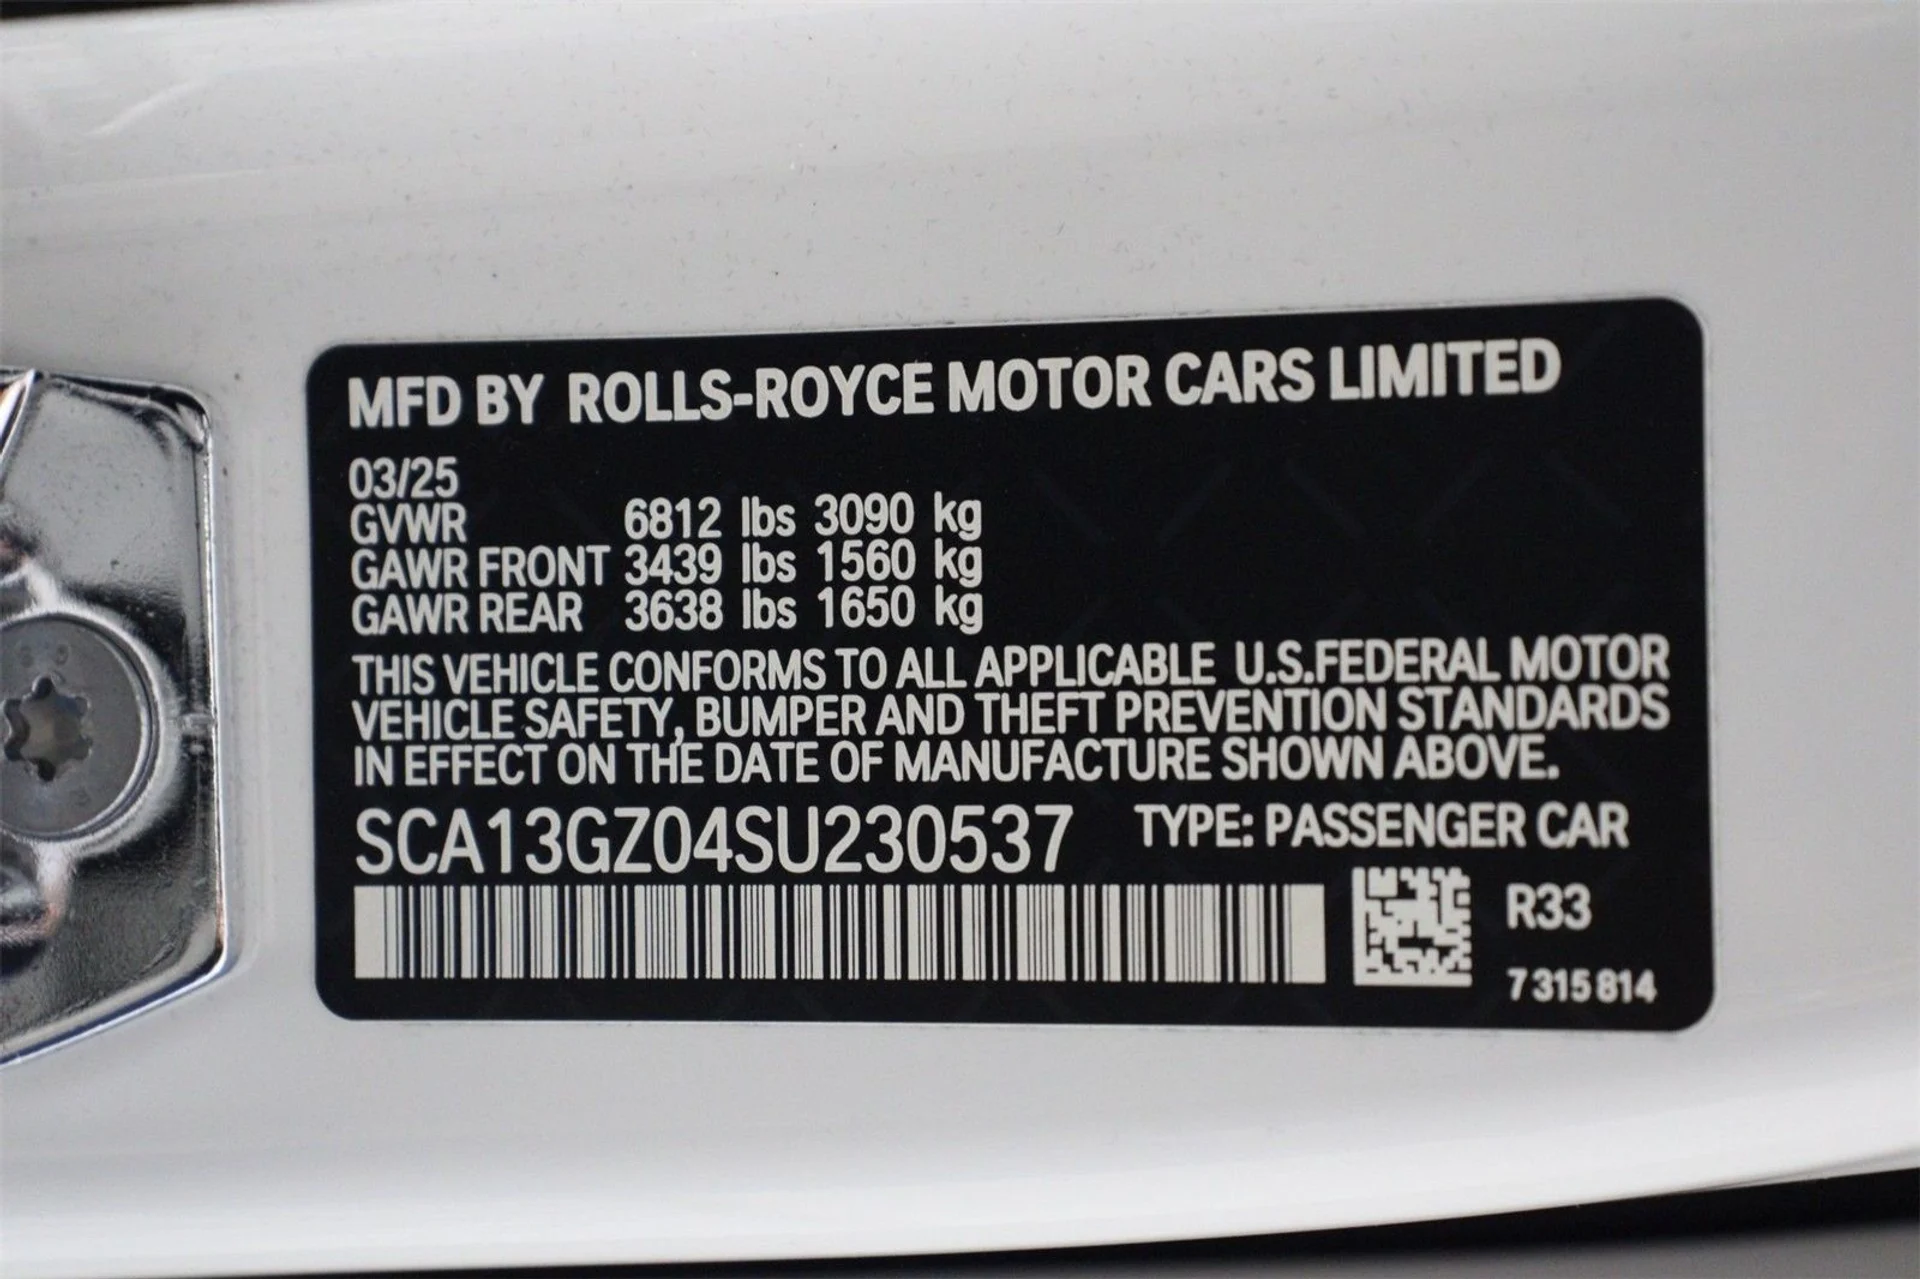 MFD BY ROLLS-ROYCE MOTOR CARS LIMITED
03/25
GVWR 6812 lbs 3090 kg
GAWR FRONT 3439 lbs 1560 kg
GAWR REAR 3638 lbs 1650 kg
THIS VEHICLE CONFORMS TO ALL APPLICABLE U.S.FEDERAL MOTOR
VEHICLE SAFETY, BUMPER AND THEFT PREVENTION STANDARDS
IN EFFECT ON THE DATE OF MANUFACTURE SHOWN ABOVE.
SCA13GZ04SU230537 TYPE: PASSENGER CAR
R33
7 315 814